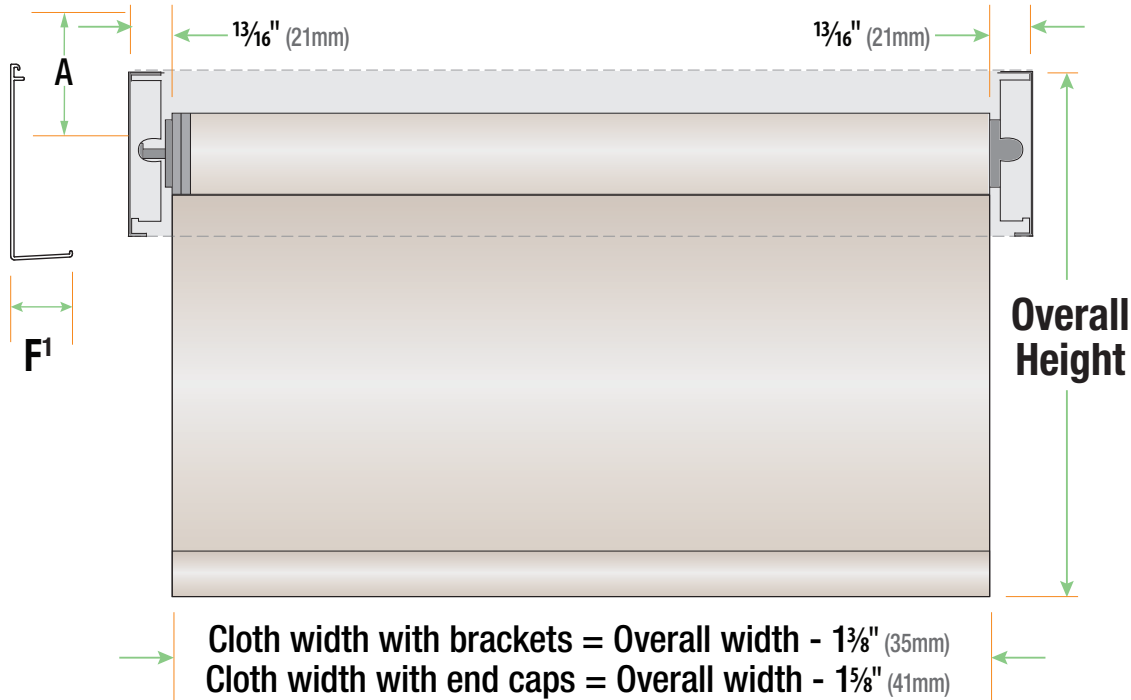 13⁄16" (21mm)
13⁄16" (21mm)
A
F¹
Overall
Height
Cloth width with brackets = Overall width - 1⅜" (35mm)
Cloth width with end caps = Overall width - 1⅝" (41mm)